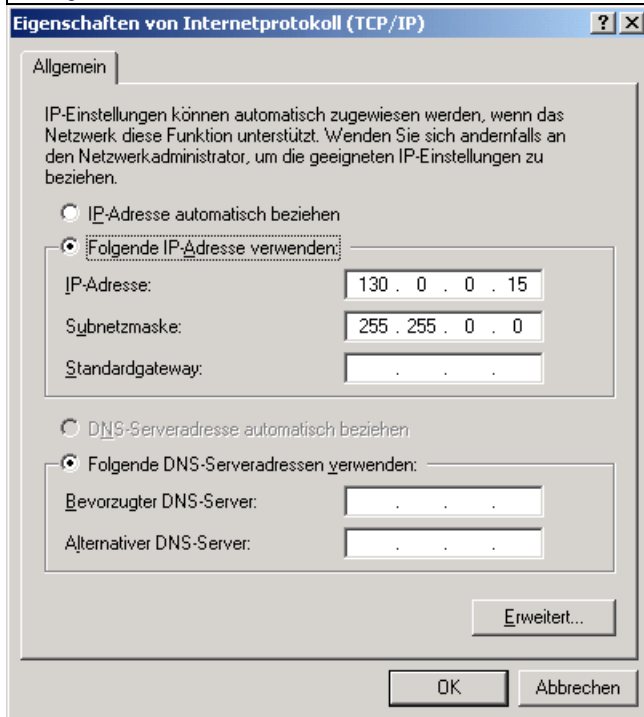 Eigenschaften von Internetprotokoll (TCP/IP)
Allgemein
IP-Einstellungen können automatisch zugewiesen werden, wenn das
Netzwerk diese Funktion unterstützt. Wenden Sie sich andernfalls an
den Netzwerkadministrator, um die geeigneten IP-Einstellungen zu
beziehen.
IP-Adresse automatisch beziehen
Folgende IP-Adresse verwenden:
IP-Adresse: 130 . 0 . 0 . 15
Subnetzmaske: 255 . 255 . 0 . 0
Standardgateway: . . .
DNS-Serveradresse automatisch beziehen
Folgende DNS-Serveradressen verwenden:
Bevorzugter DNS-Server: . . .
Alternativer DNS-Server: . . .
Erweitert...
OK Abbrechen